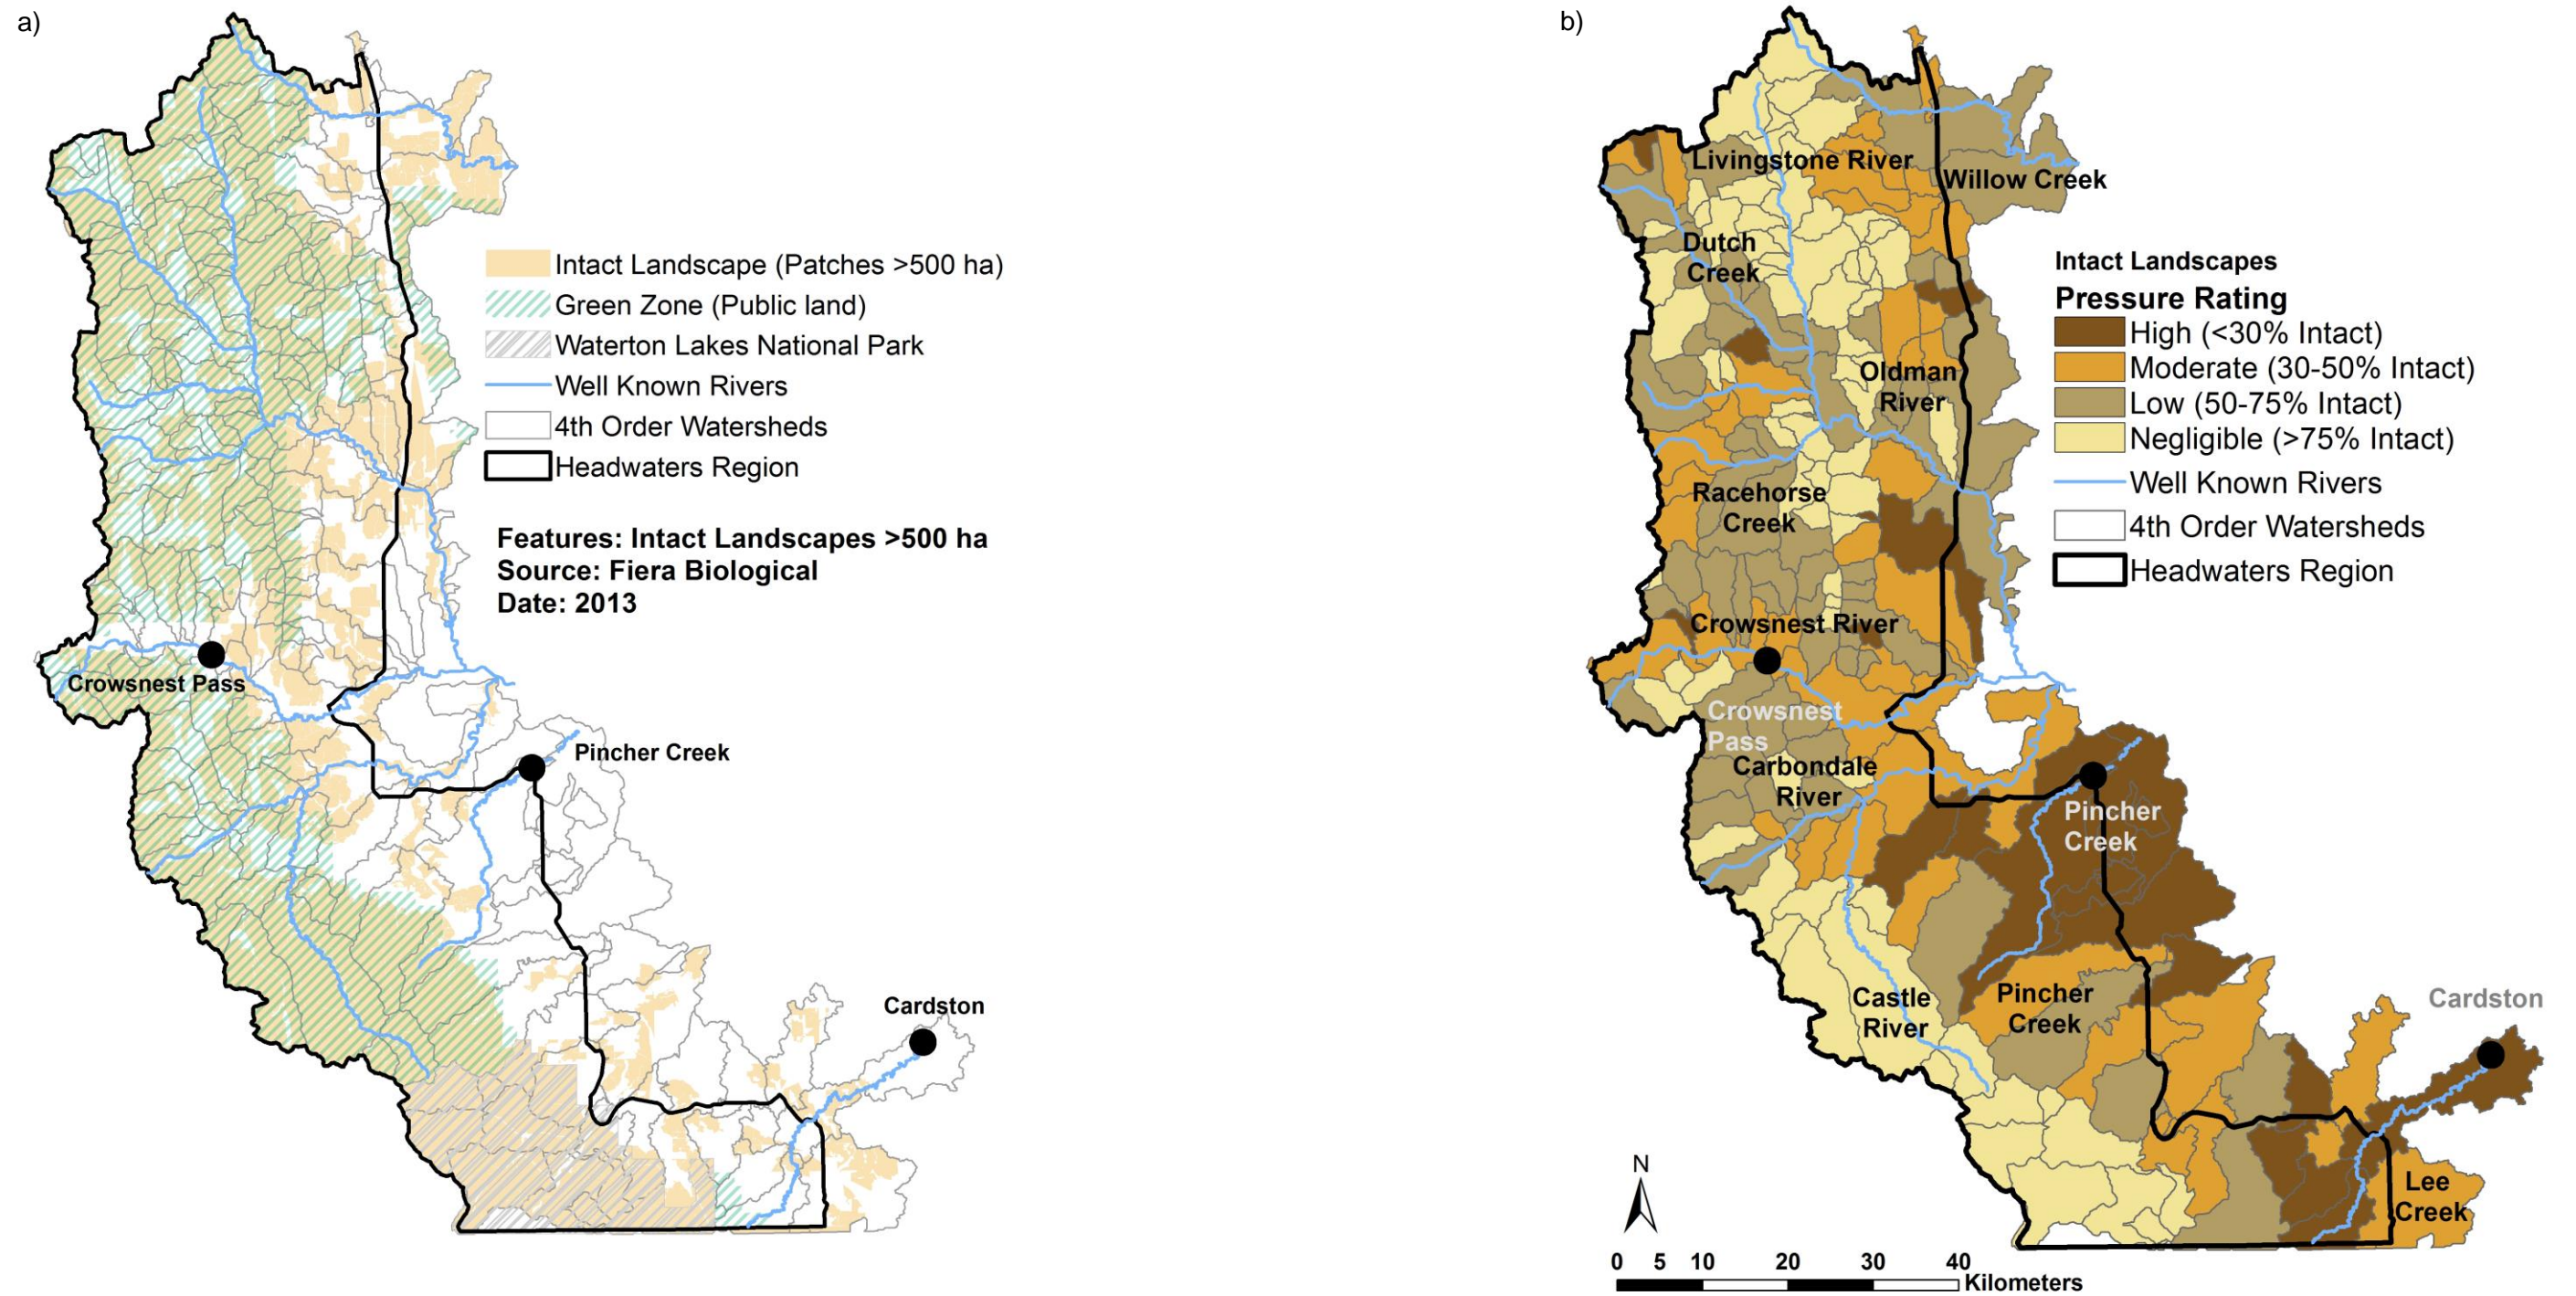 a)
Intact Landscape (Patches >500 ha)
Green Zone (Public land)
Waterton Lakes National Park
Well Known Rivers
4th Order Watersheds
Headwaters Region
Features: Intact Landscapes >500 ha
Source: Fiera Biological
Date: 2013
Crowsnest Pass
Pincher Creek
Cardston
b)
Livingstone River
Willow Creek
Dutch
Creek
Oldman
River
Racehorse
Creek
Crowsnest River
Crowsnest
Pass
Carbondale
River
Pincher
Creek
Castle
River
Pincher
Creek
Cardston
Lee
Creek
Intact Landscapes
Pressure Rating
High (<30% Intact)
Moderate (30-50% Intact)
Low (50-75% Intact)
Negligible (>75% Intact)
Well Known Rivers
4th Order Watersheds
Headwaters Region
N
0 5 10 20 30 40
Kilometers